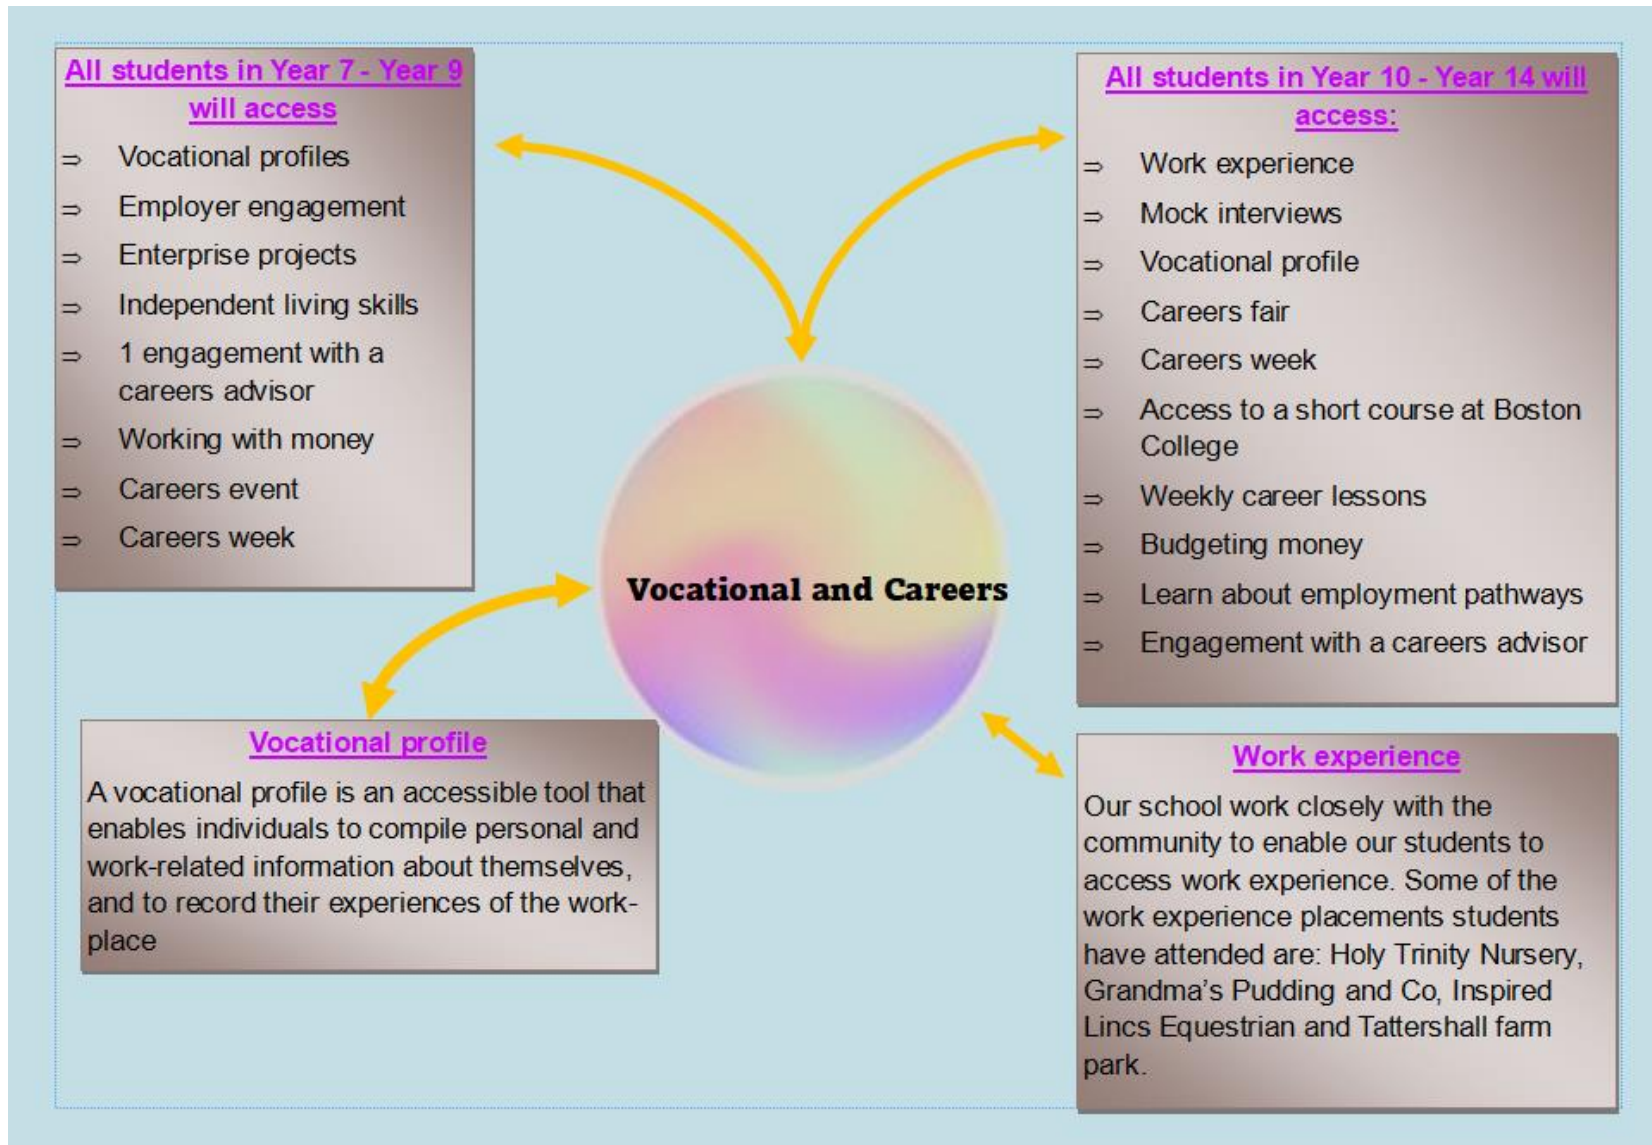 All students in Year 7 - Year 9
will access
⇒ Vocational profiles
⇒ Employer engagement
⇒ Enterprise projects
⇒ Independent living skills
⇒ 1 engagement with a
careers advisor
⇒ Working with money
⇒ Careers event
⇒ Careers week
All students in Year 10 - Year 14 will
access:
⇒ Work experience
⇒ Mock interviews
⇒ Vocational profile
⇒ Careers fair
⇒ Careers week
⇒ Access to a short course at Boston
College
⇒ Weekly career lessons
⇒ Budgeting money
⇒ Learn about employment pathways
⇒ Engagement with a careers advisor
Vocational and Careers
Vocational profile
A vocational profile is an accessible tool that
enables individuals to compile personal and
work-related information about themselves,
and to record their experiences of the work-
place
Work experience
Our school work closely with the
community to enable our students to
access work experience. Some of the
work experience placements students
have attended are: Holy Trinity Nursery,
Grandma's Pudding and Co, Inspired
Lincs Equestrian and Tattershall farm
park.